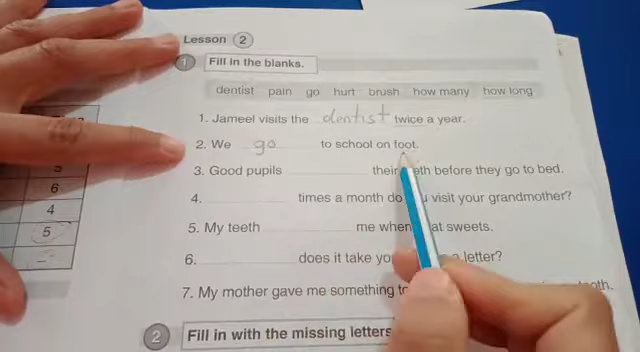 Lesson 2
1 Fill in the blanks.
dentist pain go hurt brush how many how long
1. Jameel visits the dentist twice a year.
2. We go to school on foot.
3. Good pupils their teeth before they go to bed.
4. times a month do you visit your grandmother?
5. My teeth me when eat sweets.
6. does it take you a letter?
7. My mother gave me something to tooth.
2 Fill in with the missing letters
5
6
4
5